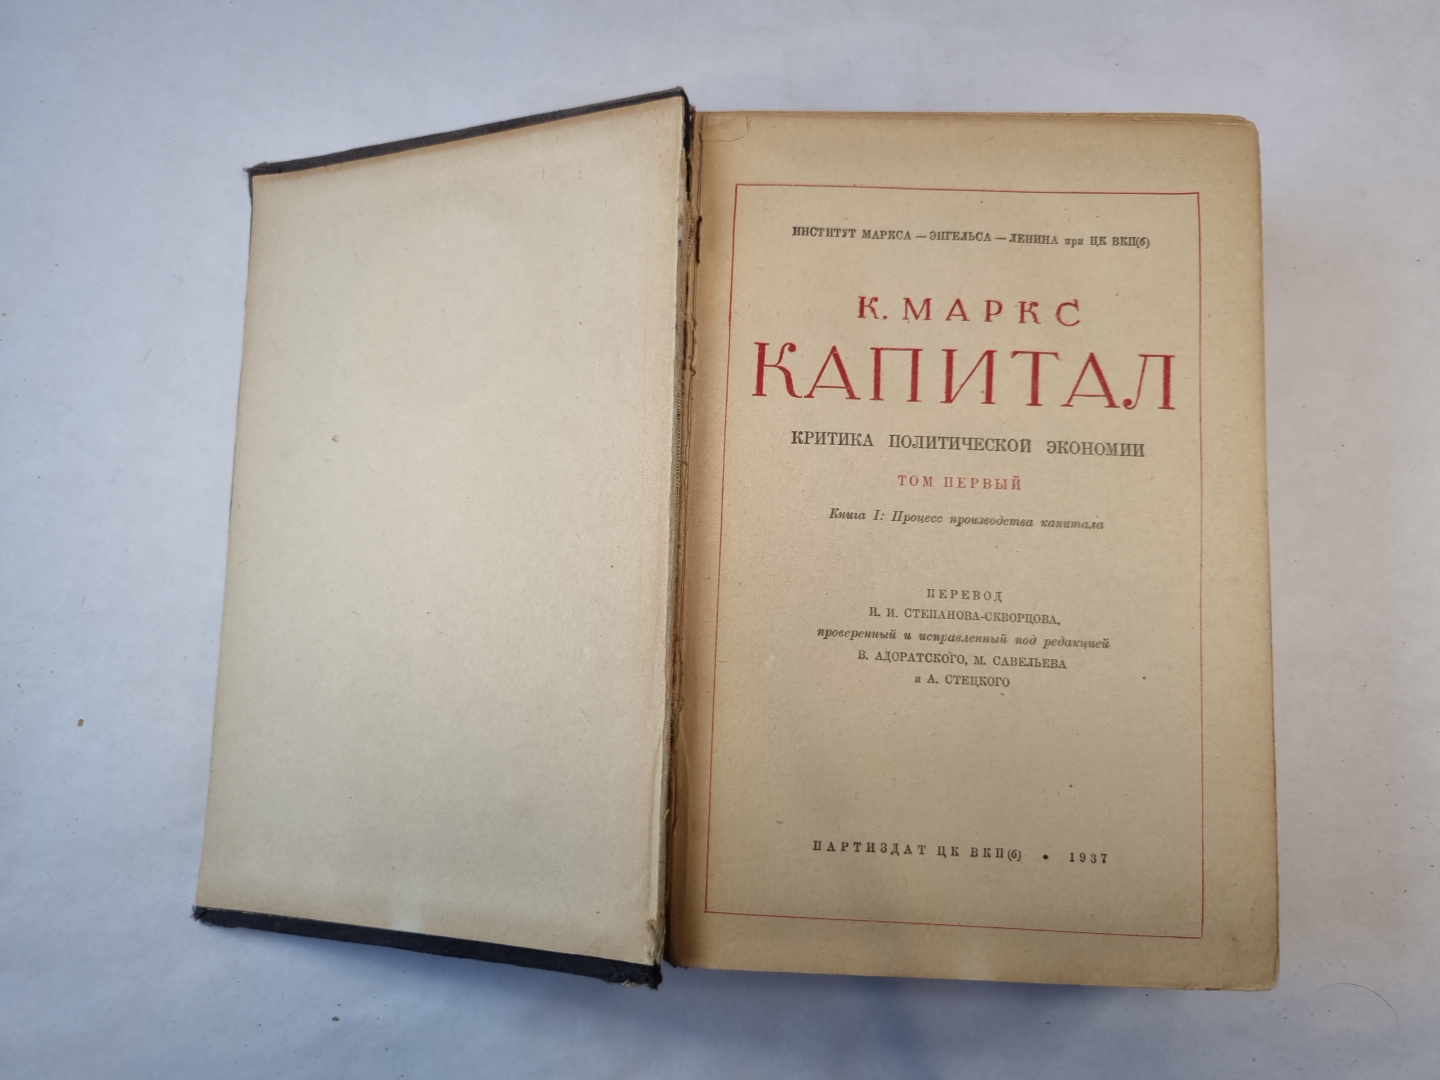 ИНСТИТУТ МАРКСА — ЭНГЕЛЬСА — ЛЕНИНА при ЦК ВКП(б)
К. МАРКС
КАПИТАЛ
КРИТИКА ПОЛИТИЧЕСКОЙ ЭКОНОМИИ
ТОМ ПЕРВЫЙ
Книга I: Процесс производства капитала
ПЕРЕВОД
И. И. СТЕПАНОВА-СКВОРЦОВА,
проверенный и исправленный под редакцией
В. АДОРАТСКОГО, М. САВЕЛЬЕВА
и А. СТЕЦКОГО
ПАРТИЗДАТ ЦК ВКП(б) • 1937